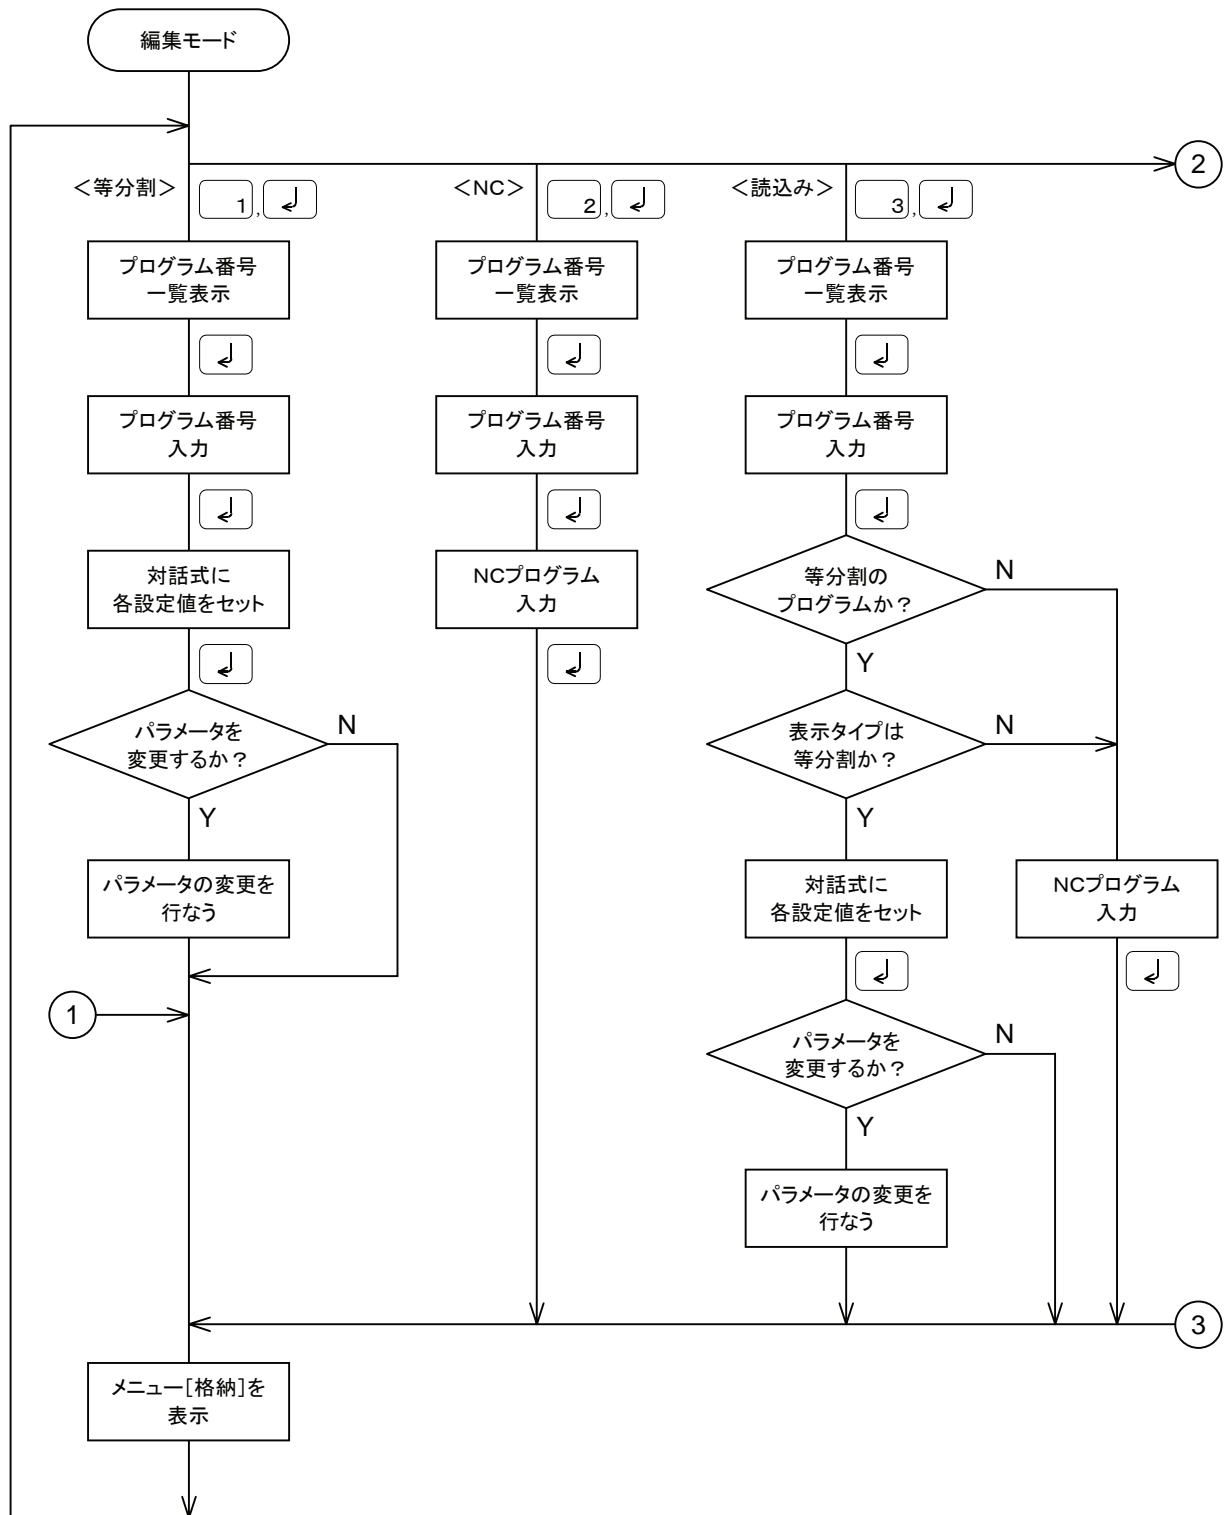 編集モード
2
＜等分割＞
1,
＜NC＞
2,
＜読込み＞
3,
プログラム番号
一覧表示
プログラム番号
一覧表示
プログラム番号
一覧表示
プログラム番号
入力
プログラム番号
入力
プログラム番号
入力
対話式に
各設定値をセット
NCプログラム
入力
等分割の
プログラムか？
N
Y
パラメータを
変更するか？
N
Y
表示タイプは
等分割か？
N
Y
パラメータの変更を
行なう
対話式に
各設定値をセット
NCプログラム
入力
1
パラメータを
変更するか？
N
Y
パラメータの変更を
行なう
3
メニュー［格納］を
表示